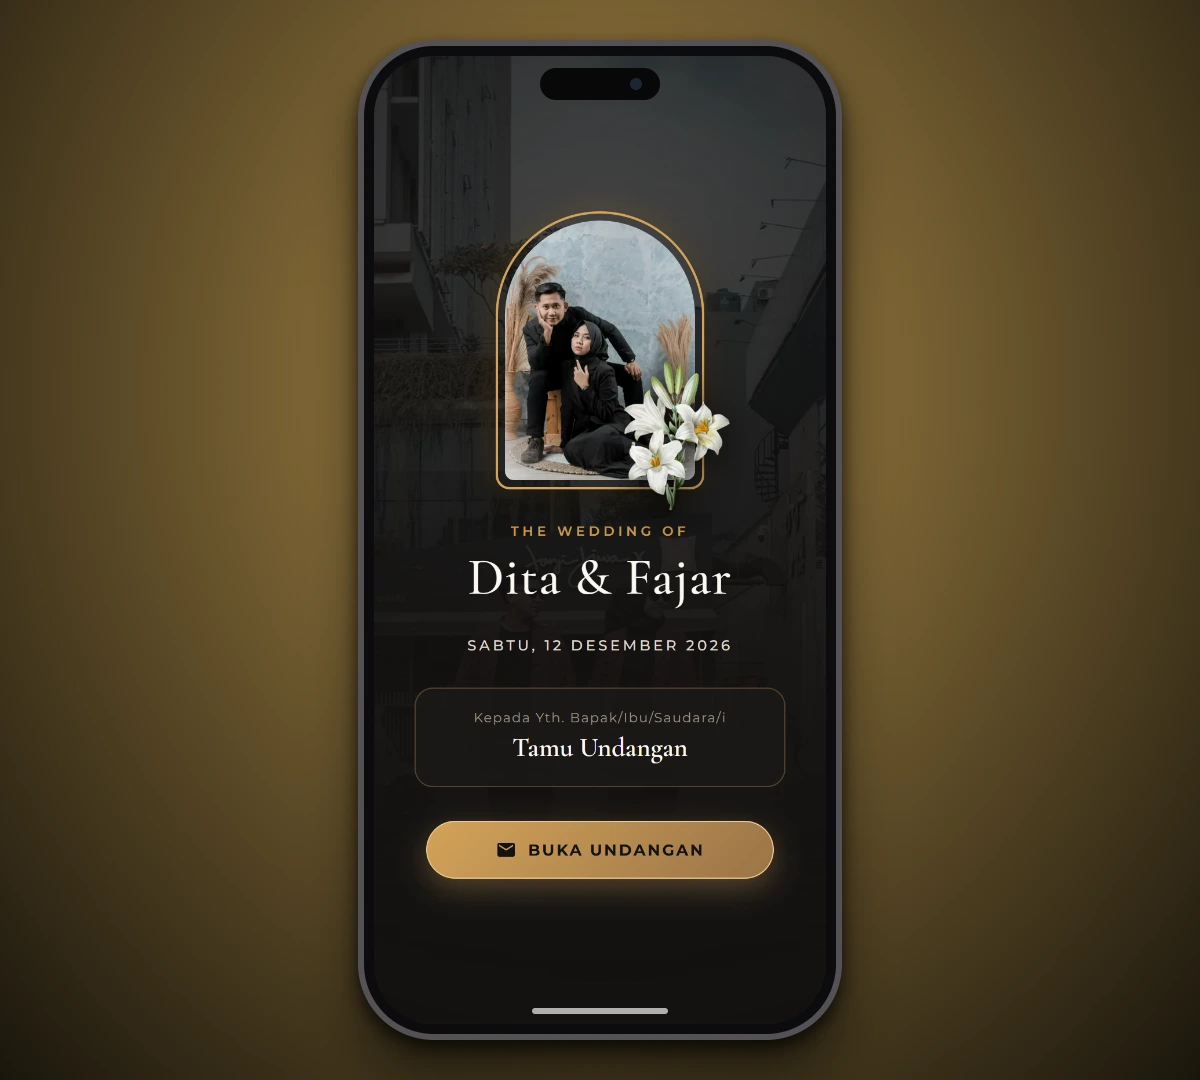 THE WEDDING OF
Dita & Fajar
SABTU, 12 DESEMBER 2026
Kepada Yth. Bapak/Ibu/Saudara/i
Tamu Undangan
BUKA UNDANGAN